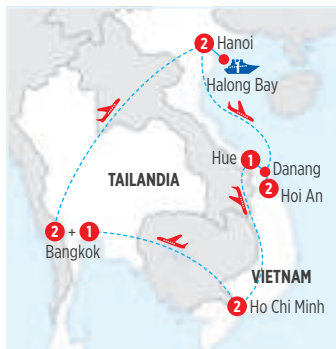 2 Hanoi
Halong Bay
Hue 1
Danang
TAILANDIA
2 Hoi An
2 + 1
Bangkok
VIETNAM
2 Ho Chi Minh